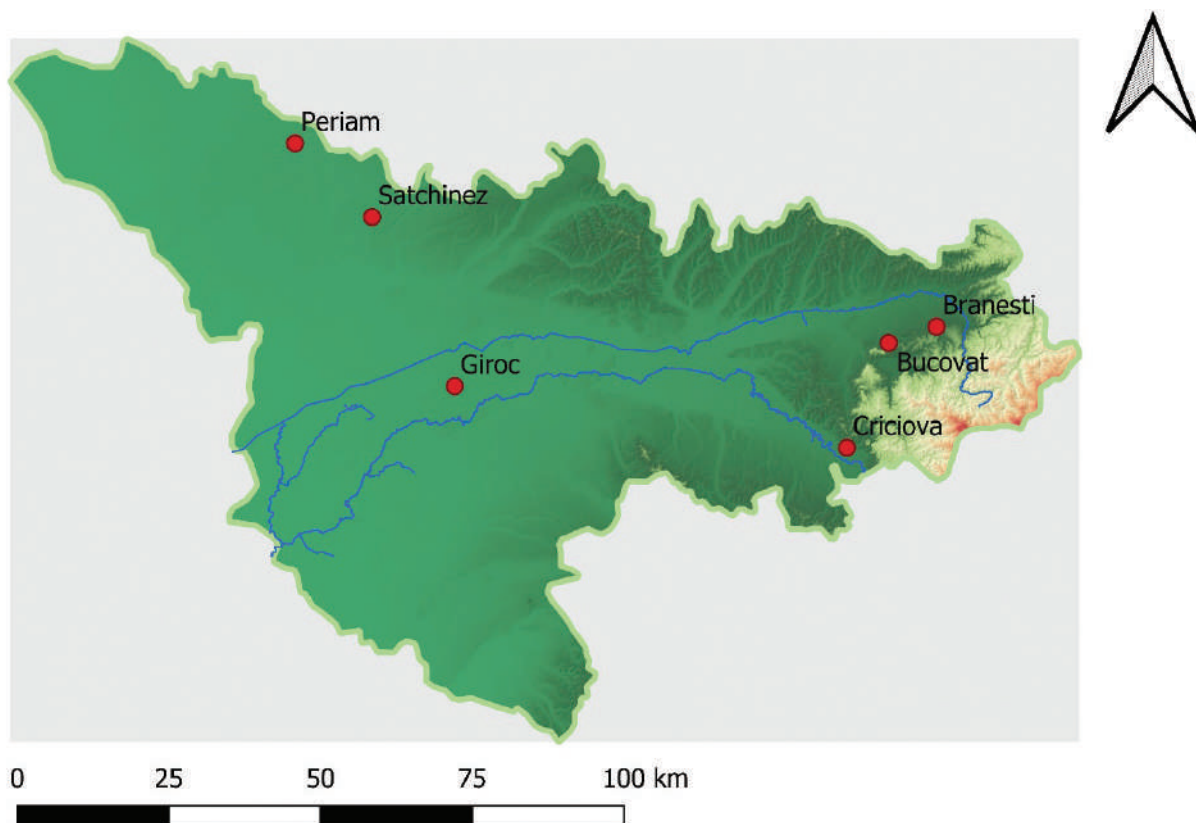 Periam
Satchinez
Branesti
Giroc
Bucovat
Criciova
0 25 50 75 100 km